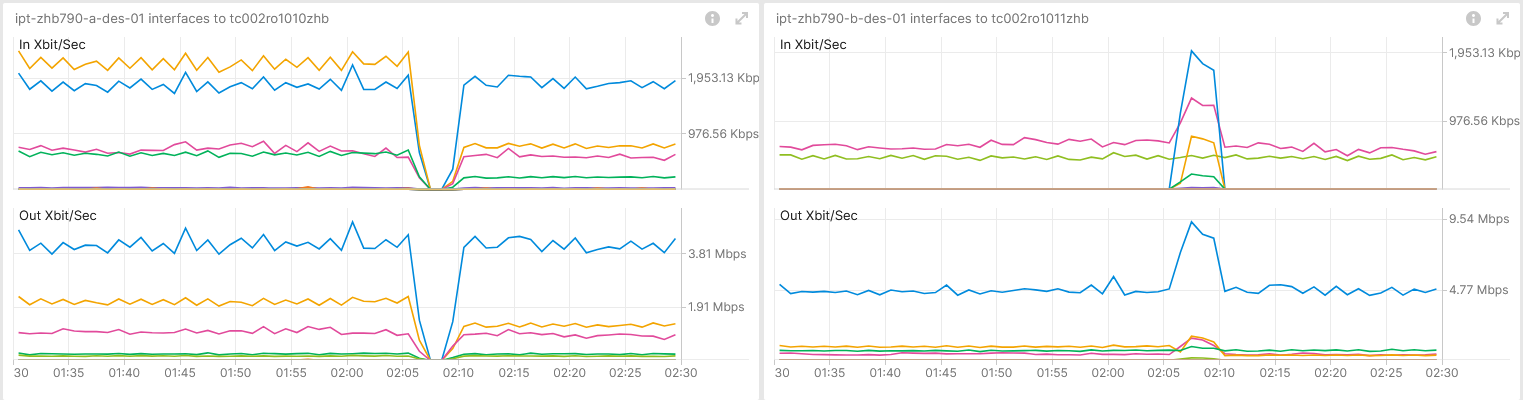 ipt-zhb790-a-des-01 interfaces to tc002ro1010zhb
In Xbit/Sec
1,953.13 Kbp
976.56 Kbps
Out Xbit/Sec
3.81 Mbps
1.91 Mbps
30 01:35 01:40 01:45 01:50 01:55 02:00 02:05 02:10 02:15 02:20 02:25 02:30
ipt-zhb790-b-des-01 interfaces to tc002ro1011zhb
In Xbit/Sec
1,953.13 Kbp
976.56 Kbps
Out Xbit/Sec
9.54 Mbps
4.77 Mbps
30 01:35 01:40 01:45 01:50 01:55 02:00 02:05 02:10 02:15 02:20 02:25 02:30